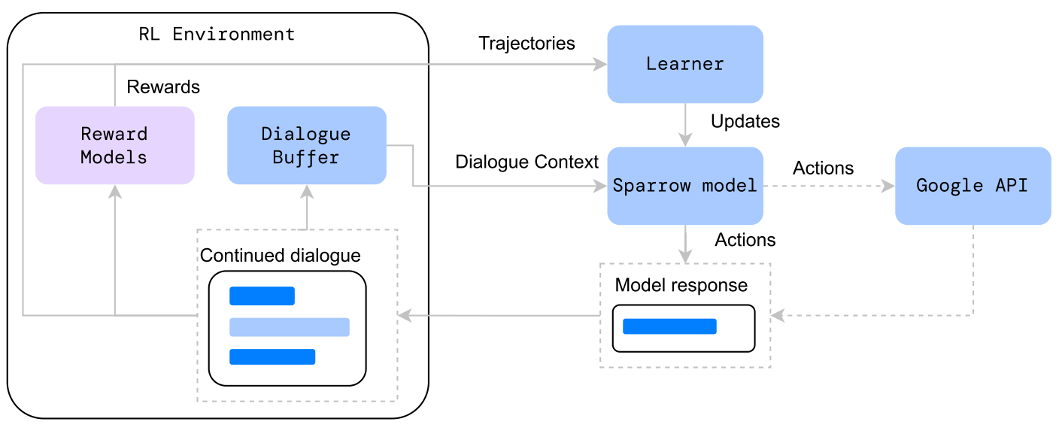 RL Environment
Trajectories
Learner
Rewards
Reward
Models
Dialogue
Buffer
Updates
Dialogue Context
Sparrow model
Actions
Google API
Actions
Continued dialogue
Model response